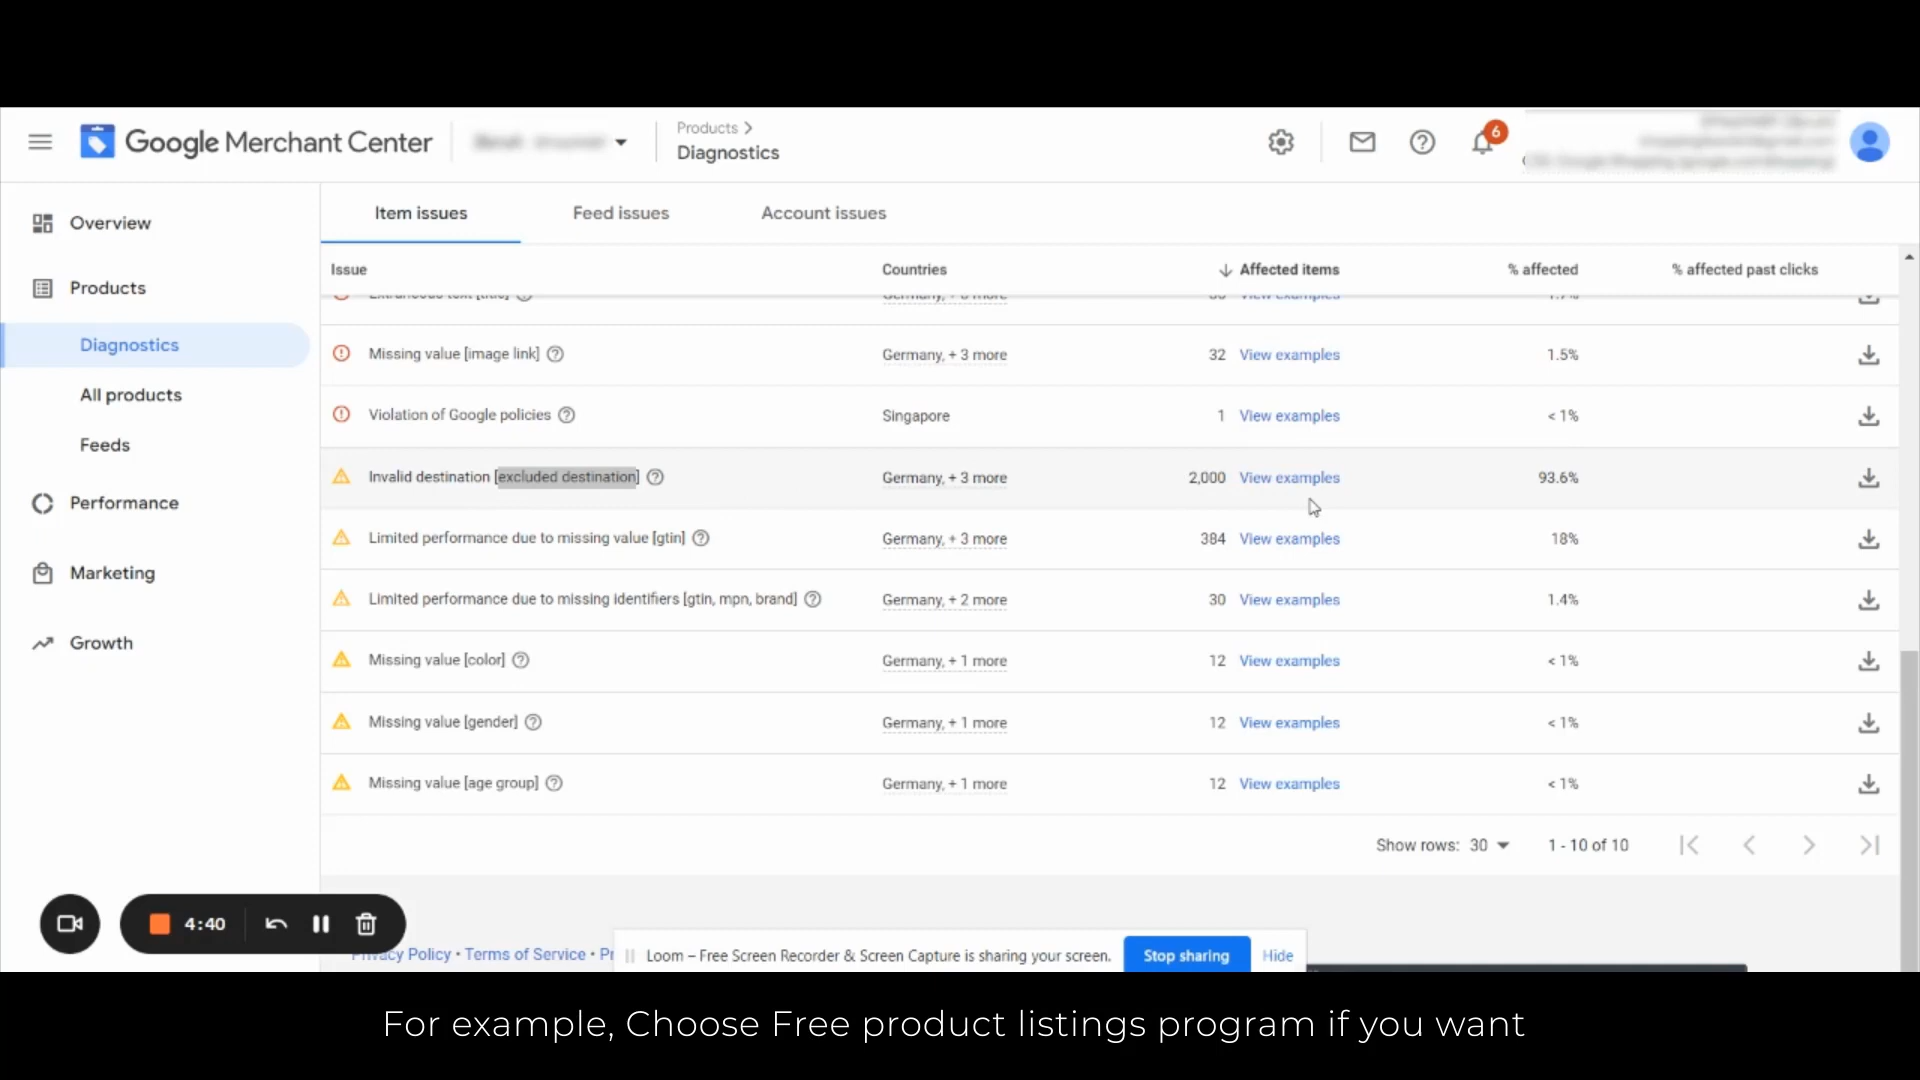 Google Merchant Center
Products
Diagnostics
6
Overview
Products
Diagnostics
All products
Feeds
Performance
Marketing
Growth
Item issues
Feed issues
Account issues
Issue Countries Affected items % affected % affected past clicks
Missing value [image link] Germany, + 3 more 32 View examples 1.5%
Violation of Google policies Singapore 1 View examples < 1%
Invalid destination [excluded destination] Germany, + 3 more 2,000 View examples 93.6%
Limited performance due to missing value [gtin] Germany, + 3 more 384 View examples 18%
Limited performance due to missing identifiers [gtin, mpn, brand] Germany, + 2 more 30 View examples 1.4%
Missing value [color] Germany, + 1 more 12 View examples < 1%
Missing value [gender] Germany, + 1 more 12 View examples < 1%
Missing value [age group] Germany, + 1 more 12 View examples < 1%
Show rows: 30 1 - 10 of 10
4:40
Privacy Policy • Terms of Service • Pr
Loom – Free Screen Recorder & Screen Capture is sharing your screen. Stop sharing Hide
For example, Choose Free product listings program if you want